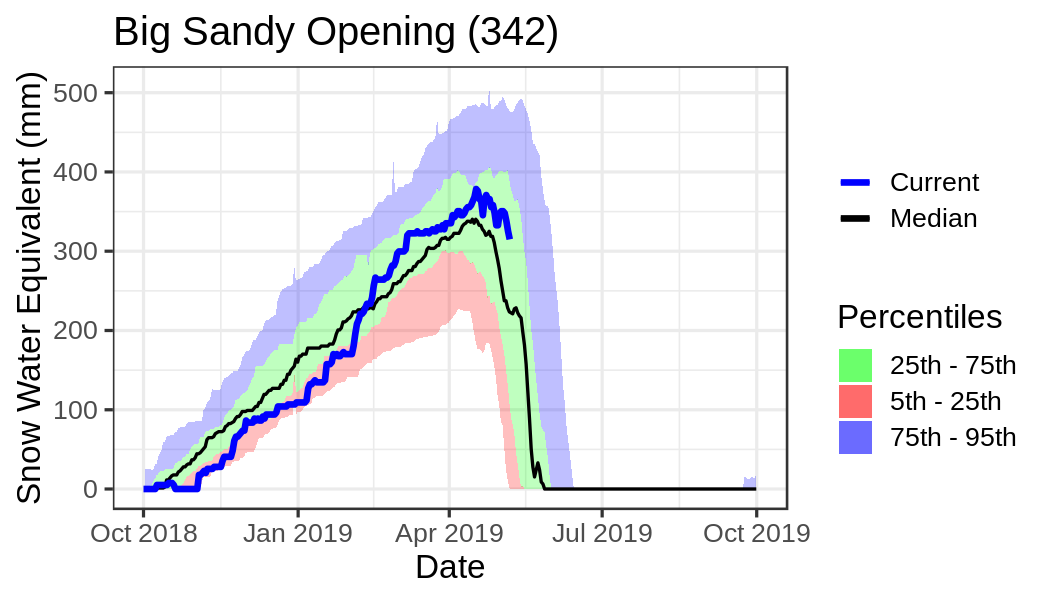 Big Sandy Opening (342)
Snow Water Equivalent (mm)
500
400
300
200
100
0
Oct 2018
Jan 2019
Apr 2019
Jul 2019
Oct 2019
Date
Current
Median
Percentiles
25th - 75th
5th - 25th
75th - 95th